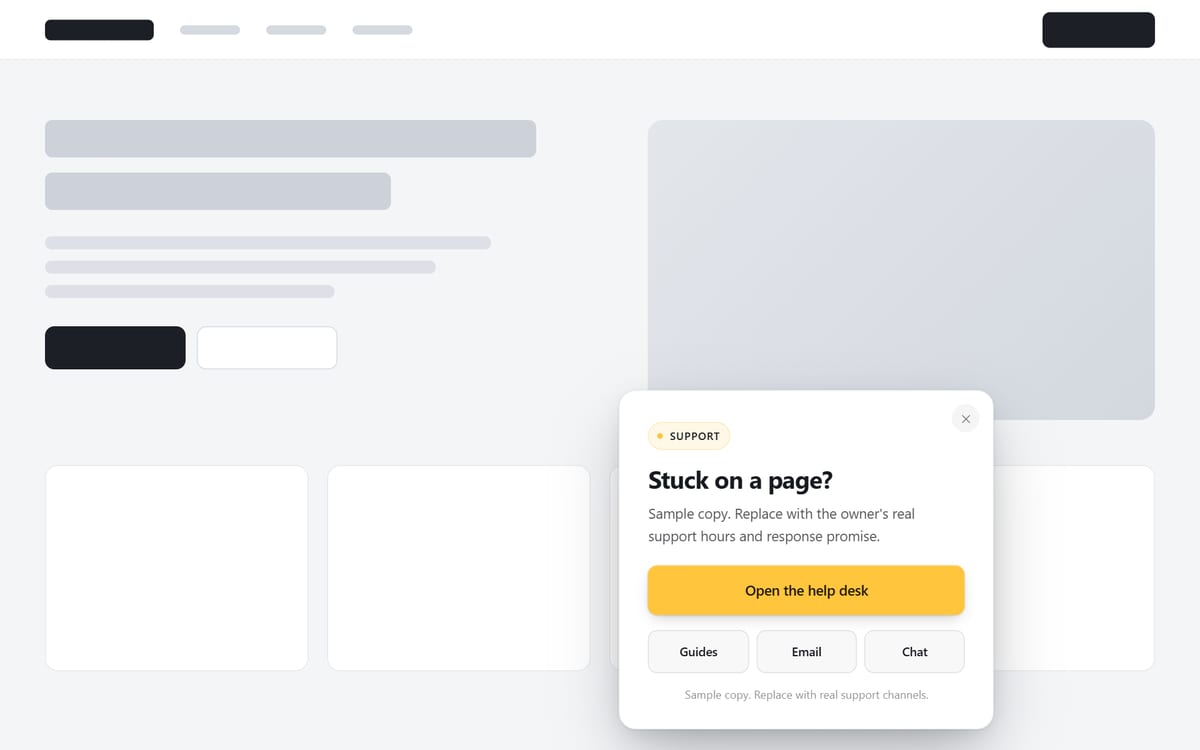 SUPPORT
Stuck on a page?
Sample copy. Replace with the owner's real
support hours and response promise.
Open the help desk
Guides
Email
Chat
Sample copy. Replace with real support channels.